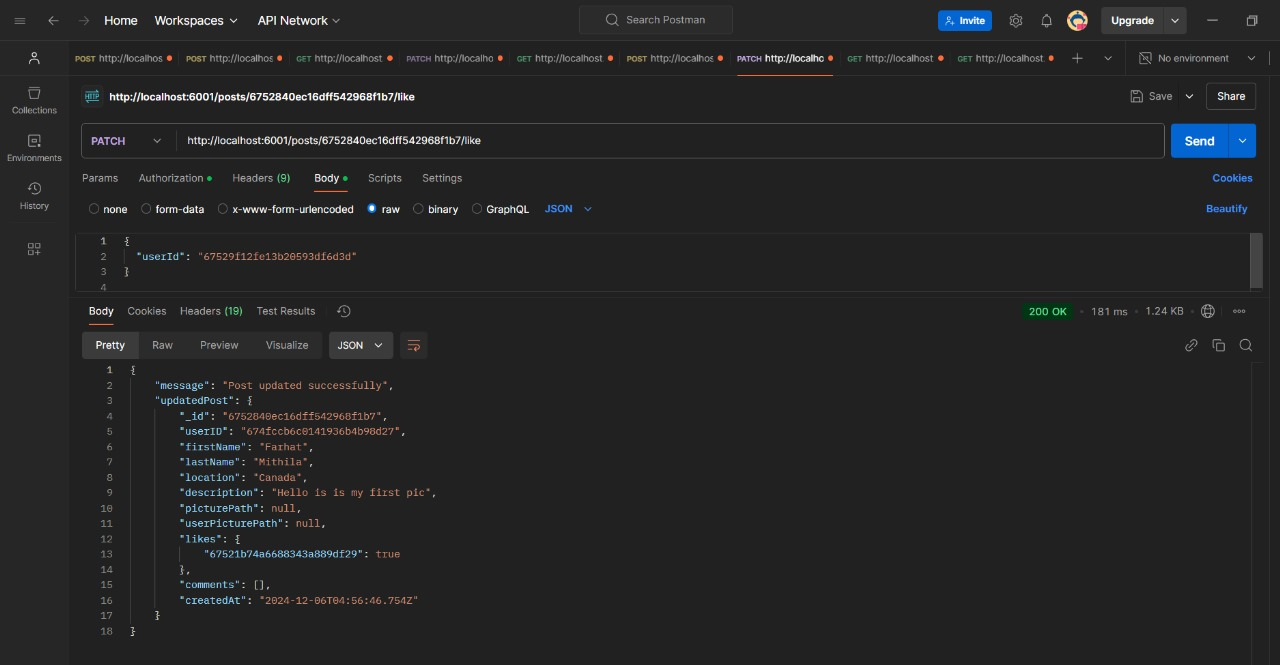 Home Workspaces API Network Search Postman Invite Upgrade
POST http://localhos POST http://localhos GET http://localhost. PATCH http://localho GET http://localhost. POST http://localhos PATCH http://localho GET http://localhost. GET http://localhost. No environment
HTTP http://localhost:6001/posts/6752840ec16dff542968f1b7/like Save Share
Collections
Environments
History
PATCH http://localhost:6001/posts/6752840ec16dff542968f1b7/like Send
Params Authorization Headers (9) Body Scripts Settings Cookies
none form-data x-www-form-urlencoded raw binary GraphQL JSON Beautify
1 {
2 "userId": "67529f12fe13b20593df6d3d"
3 }
4
Body Cookies Headers (19) Test Results 200 OK 181 ms 1.24 KB
Pretty Raw Preview Visualize JSON
1 {
2 "message": "Post updated successfully",
3 "updatedPost": {
4 "_id": "6752840ec16dff542968f1b7",
5 "userID": "674fccb6c0141936b4b98d27",
6 "firstName": "Farhat",
7 "lastName": "Mithila",
8 "location": "Canada",
9 "description": "Hello is is my first pic",
10 "picturePath": null,
11 "userPicturePath": null,
12 "likes": {
13 "67521b74a6688343a889df29": true
14 },
15 "comments": [],
16 "createdAt": "2024-12-06T04:56:46.754Z"
17 }
18 }